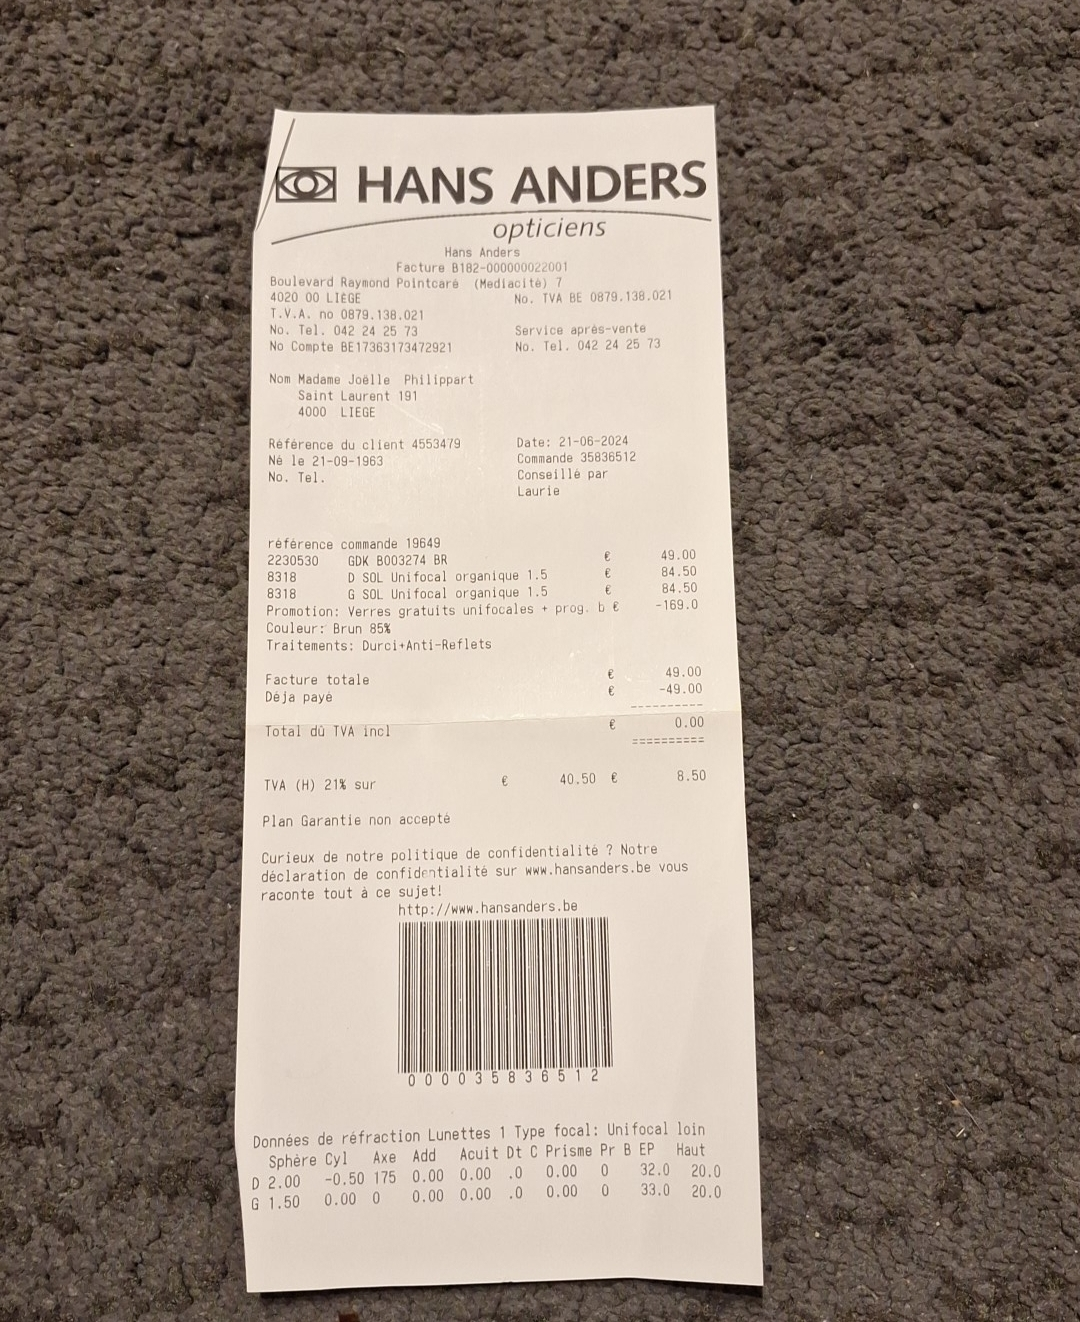 HANS ANDERS
opticiens
Hans Anders
Facture B182-000000022001
Boulevard Raymond Pointcaré (Mediacité) 7
4020 00 LIÈGE No. TVA BE 0879.138.021
T.V.A. no 0879.138.021
No. Tel. 042 24 25 73 Service après-vente
No Compte BE17363173472921 No. Tel. 042 24 25 73
Nom Madame Joëlle Philippart
Saint Laurent 191
4000 LIEGE
Référence du client 4553479 Date: 21-06-2024
Né le 21-09-1963 Commande 35836512
No. Tel. Conseillé par
Laurie
référence commande 19649
2230530 GDK B003274 BR € 49.00
8318 D SOL Unifocal organique 1.5 € 84.50
8318 G SOL Unifocal organique 1.5 € 84.50
Promotion: Verres gratuits unifocales + prog. b € -169.0
Couleur: Brun 85%
Traitements: Durci+Anti-Reflets
Facture totale € 49.00
Déja payé € -49.00
----------
Total dû TVA incl € 0.00
==========
TVA (H) 21% sur € 40.50 € 8.50
Plan Garantie non accepté
Curieux de notre politique de confidentialité ? Notre
déclaration de confidentialité sur www.hansanders.be vous
raconte tout à ce sujet!
http://www.hansanders.be
000035836512
Données de réfraction Lunettes 1 Type focal: Unifocal loin
Sphère Cyl Axe Add Acuit Dt C Prisme Pr B EP Haut
D 2.00 -0.50 175 0.00 0.00 .0 0.00 0 32.0 20.0
G 1.50 0.00 0 0.00 0.00 .0 0.00 0 33.0 20.0